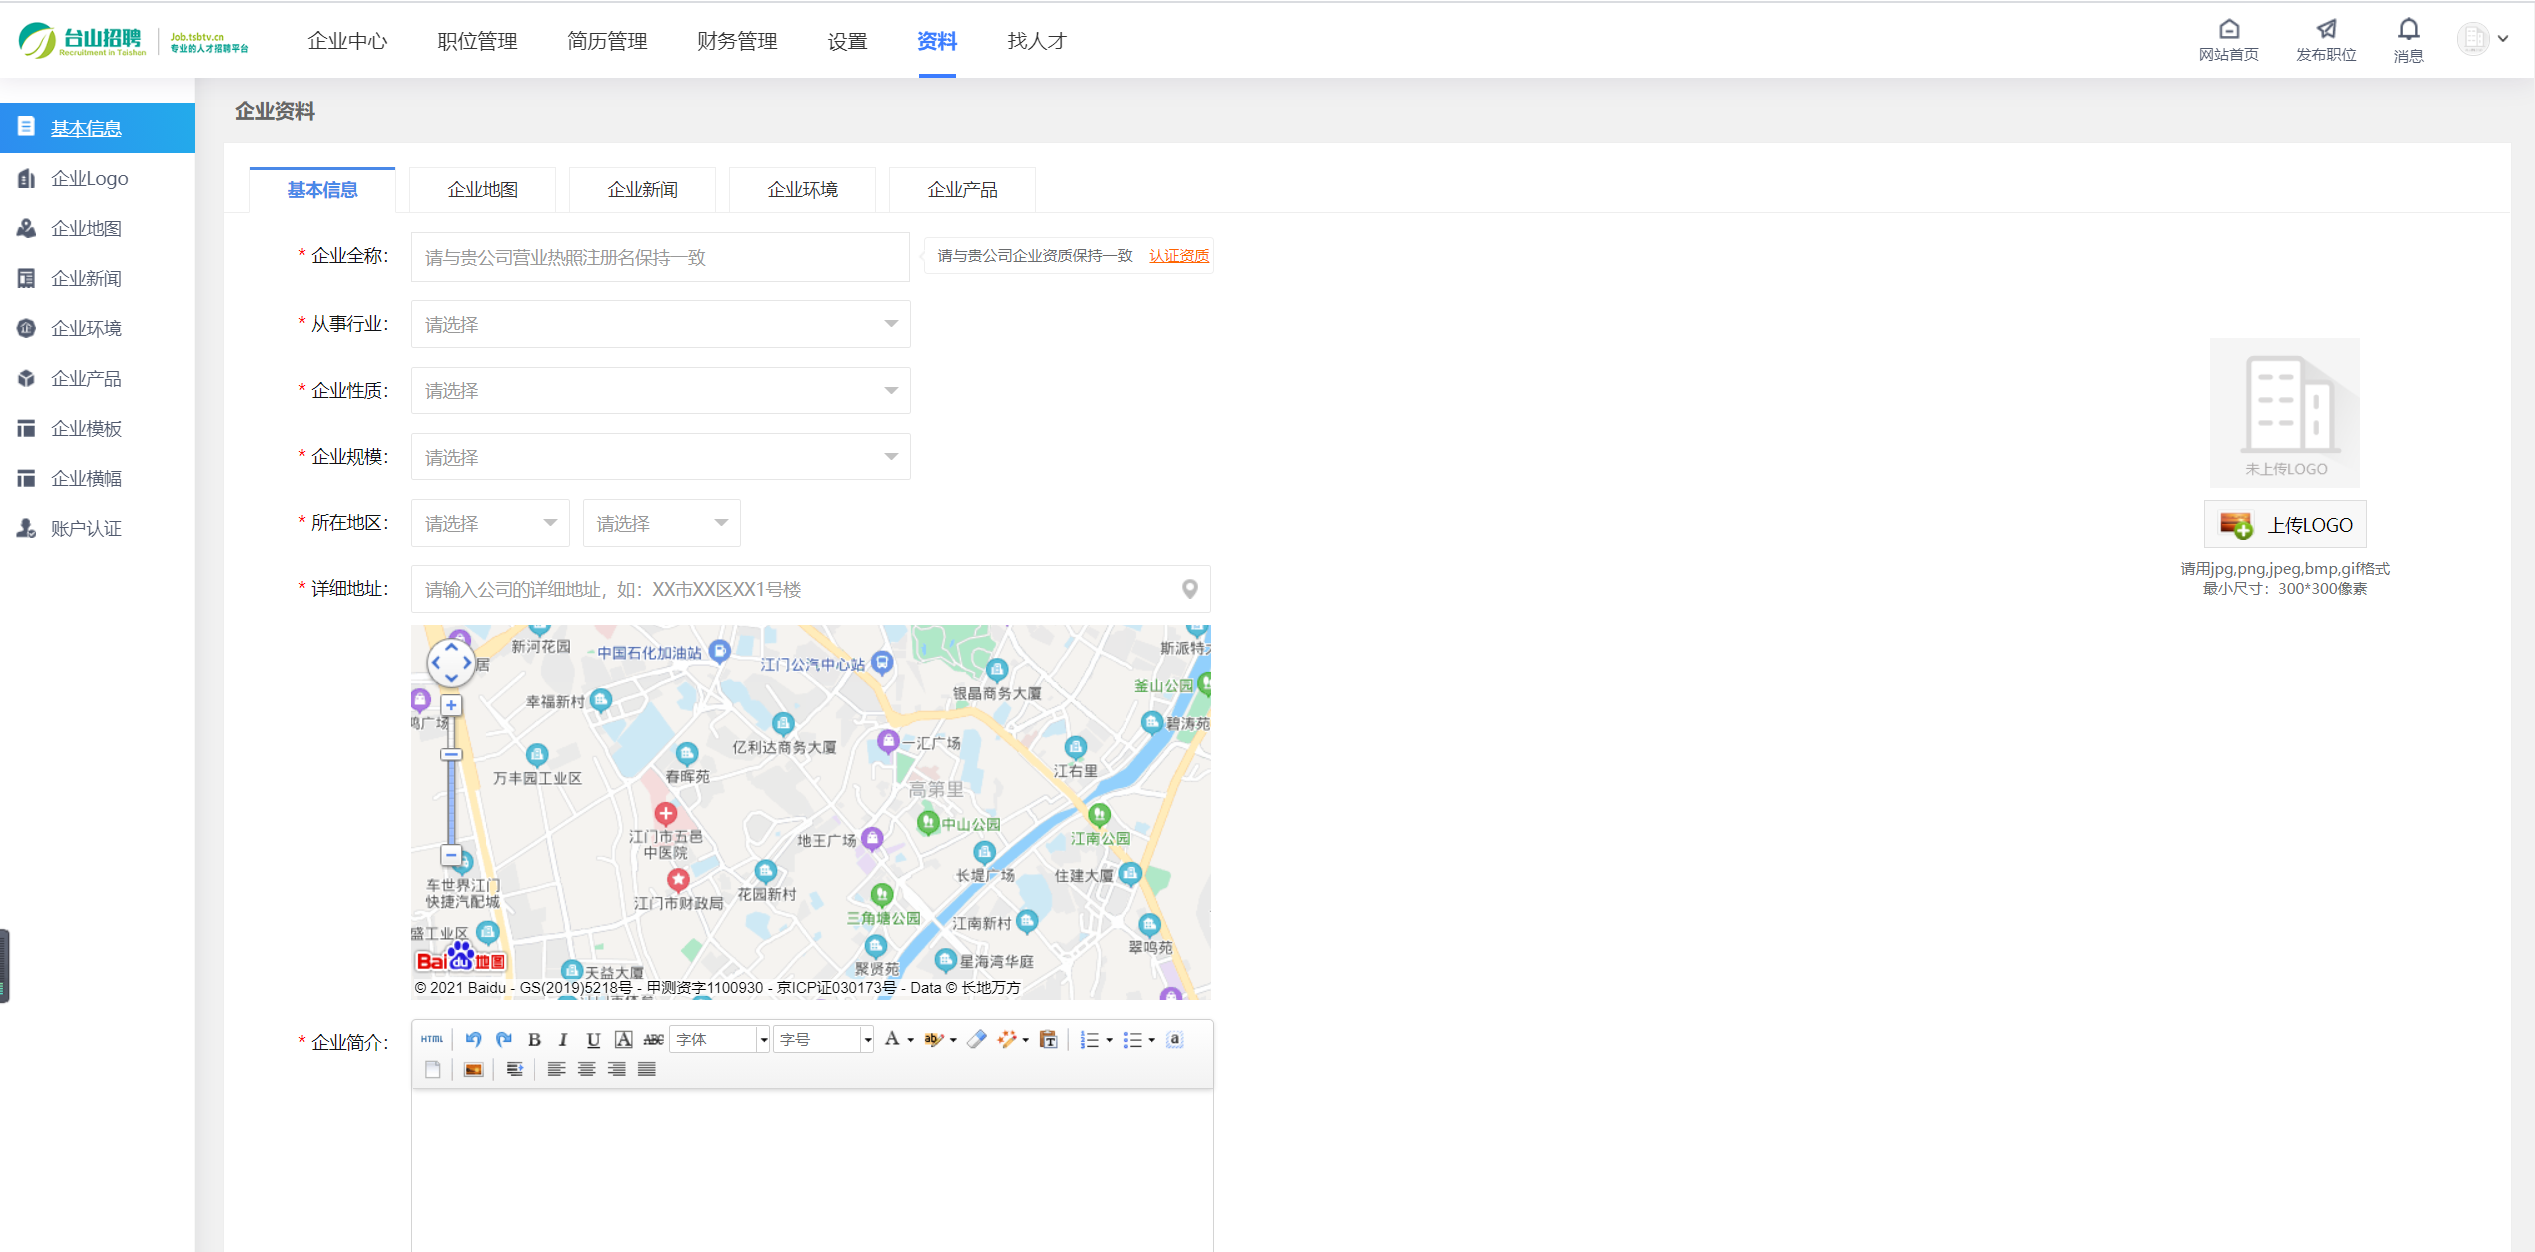 台山招聘
Recruitment in Taishan
Job.tsbtv.cn
专业的人才招聘平台
企业中心
职位管理
简历管理
财务管理
设置
资料
找人才
网站首页
发布职位
消息
基本信息
企业Logo
企业地图
企业新闻
企业环境
企业产品
企业模板
企业横幅
账户认证
企业资料
基本信息
企业地图
企业新闻
企业环境
企业产品
* 企业全称：
请与贵公司营业热照注册名保持一致
请与贵公司企业资质保持一致 认证资质
* 从事行业：
请选择
* 企业性质：
请选择
* 企业规模：
请选择
* 所在地区：
请选择
请选择
* 详细地址：
请输入公司的详细地址，如：XX市XX区XX1号楼
未上传LOGO
上传LOGO
请用jpg,png,jpeg,bmp,gif格式
最小尺寸：300*300像素
新河花园
中国石化加油站
江门公汽中心站
斯派特
居
银晶商务大厦
釜山公园
幸福新村
广场
碧涛苑
亿利达商务大厦
一汇广场
万丰园工业区
春晖苑
江右里
高第里
江门市五邑
中医院
地王广场
中山公园
江南公园
车世界江门
快捷汽配城
花园新村
长堤广场
住建大厦
江门市财政局
三角塘公园
江南新村
盛工业区
翠鸣苑
聚贤苑
星海湾华庭
天益大厦
Bai du 地图
© 2021 Baidu - GS(2019)5218号 - 甲测资字1100930 - 京ICP证030173号 - Data © 长地万方
* 企业简介：
HTML
B
I
U
A
ABC
字体
字号
A
ab
T
a